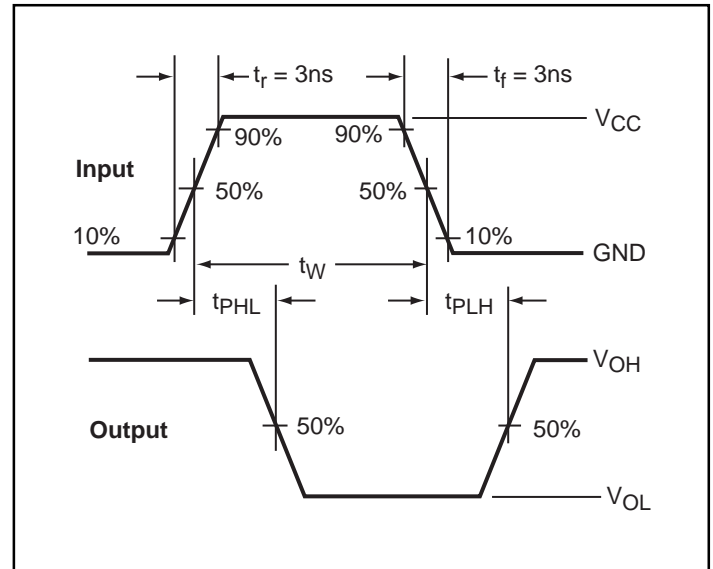 tr = 3ns
tf = 3ns
VCC
90%
90%
Input
50%
50%
10%
10%
GND
tW
tPHL
tPLH
VOH
Output
50%
50%
VOL